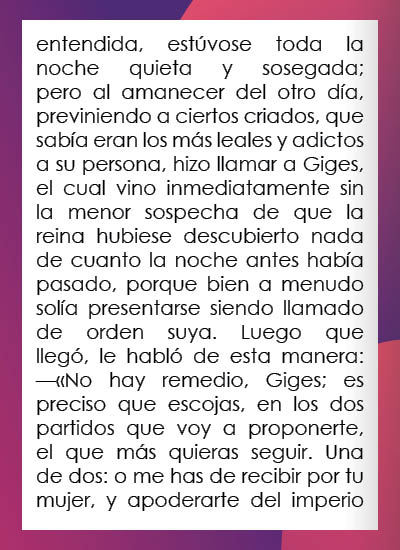 entendida, estúvose toda la
noche quieta y sosegada;
pero al amanecer del otro día,
previniendo a ciertos criados, que
sabía eran los más leales y adictos
a su persona, hizo llamar a Giges,
el cual vino inmediatamente sin
la menor sospecha de que la
reina hubiese descubierto nada
de cuanto la noche antes había
pasado, porque bien a menudo
solía presentarse siendo llamado
de orden suya. Luego que
llegó, le habló de esta manera:
—«No hay remedio, Giges; es
preciso que escojas, en los dos
partidos que voy a proponerte,
el que más quieras seguir. Una
de dos: o me has de recibir por tu
mujer, y apoderarte del imperio